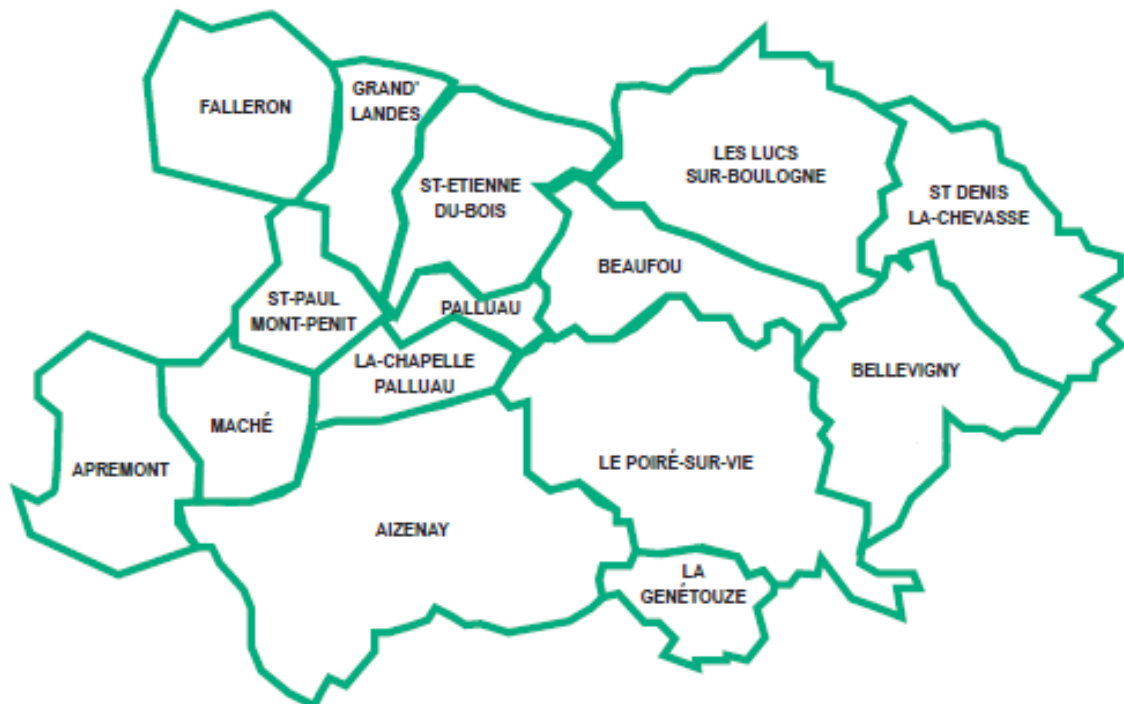 FALLERON
GRAND'
LANDES
ST-ETIENNE
DU-BOIS
LES LUCS
SUR-BOULOGNE
ST DENIS
LA-CHEVASSE
BEAUFOU
ST-PAUL
MONT-PENIT
PALLUAU
LA-CHAPELLE
PALLUAU
BELLEVIGNY
MACHÉ
APREMONT
LE POIRÉ-SUR-VIE
AIZENAY
LA
GENÉTOUZE